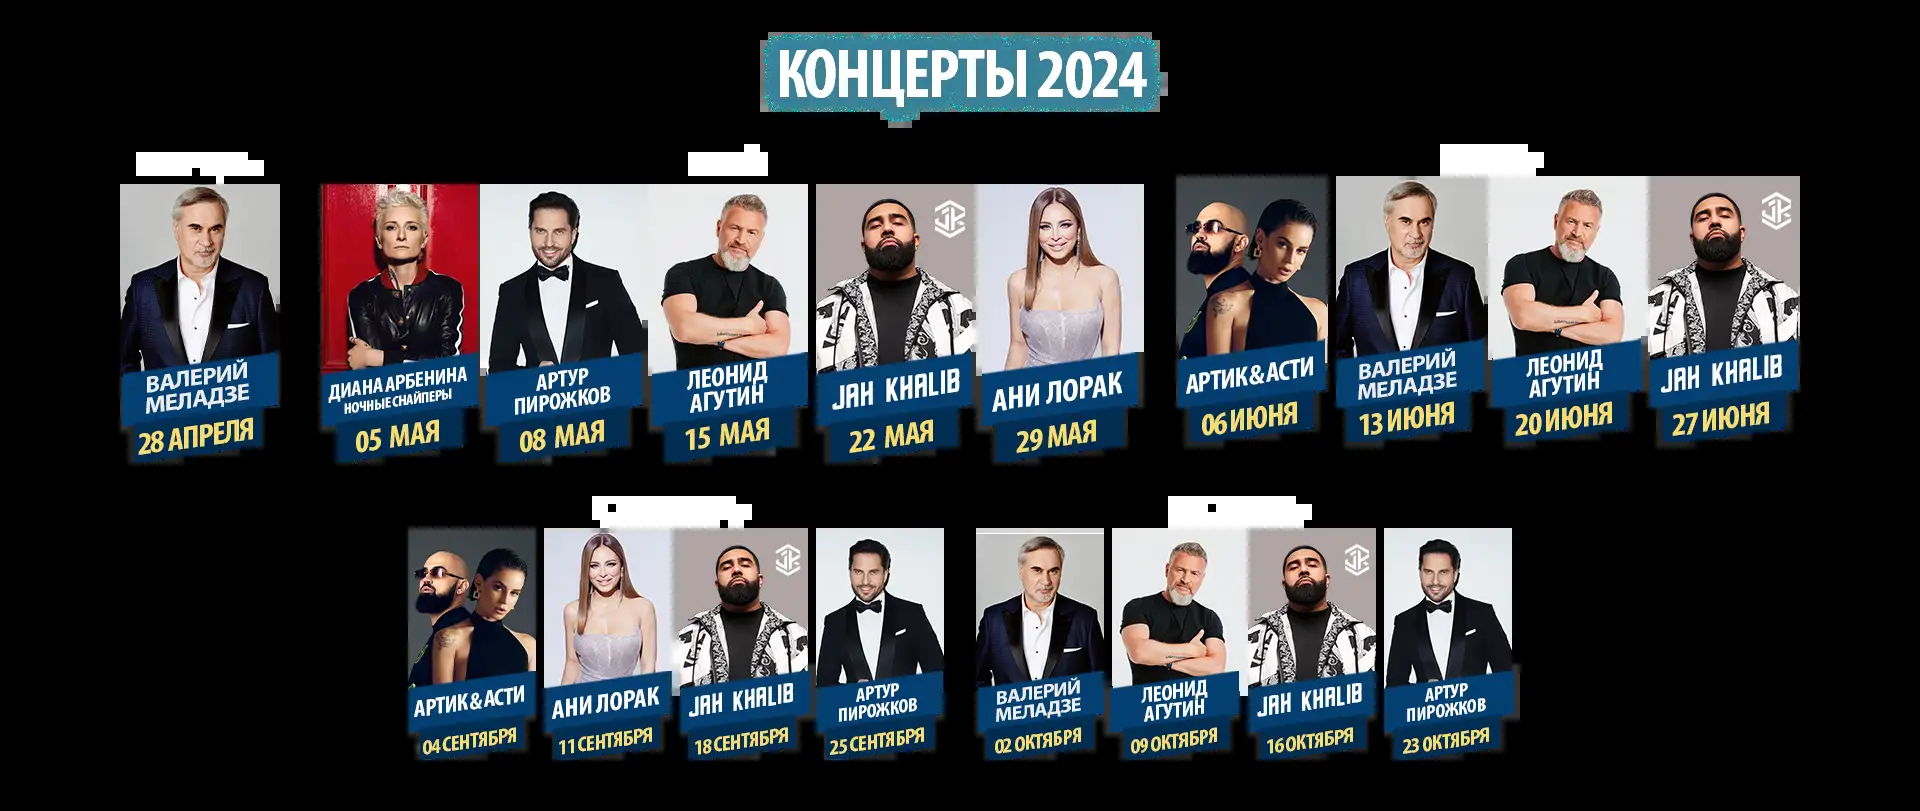 КОНЦЕРТЫ 2024
ВАЛЕРИЙ
МЕЛАДЗЕ
28 АПРЕЛЯ
ДИАНА АРБЕНИНА
НОЧНЫЕ СНАЙПЕРЫ
05 МАЯ
АРТУР
ПИРОЖКОВ
08 МАЯ
ЛЕОНИД
АГУТИН
15 МАЯ
JAH KHALIB
22 МАЯ
АНИ ЛОРАК
29 МАЯ
АРТИК&АСТИ
06 ИЮНЯ
ВАЛЕРИЙ
МЕЛАДЗЕ
13 ИЮНЯ
ЛЕОНИД
АГУТИН
20 ИЮНЯ
JAH KHALIB
27 ИЮНЯ
АРТИК&АСТИ
04 СЕНТЯБРЯ
АНИ ЛОРАК
11 СЕНТЯБРЯ
JAH KHALIB
18 СЕНТЯБРЯ
АРТУР
ПИРОЖКОВ
25 СЕНТЯБРЯ
ВАЛЕРИЙ
МЕЛАДЗЕ
02 ОКТЯБРЯ
ЛЕОНИД
АГУТИН
09 ОКТЯБРЯ
JAH KHALIB
16 ОКТЯБРЯ
АРТУР
ПИРОЖКОВ
23 ОКТЯБРЯ